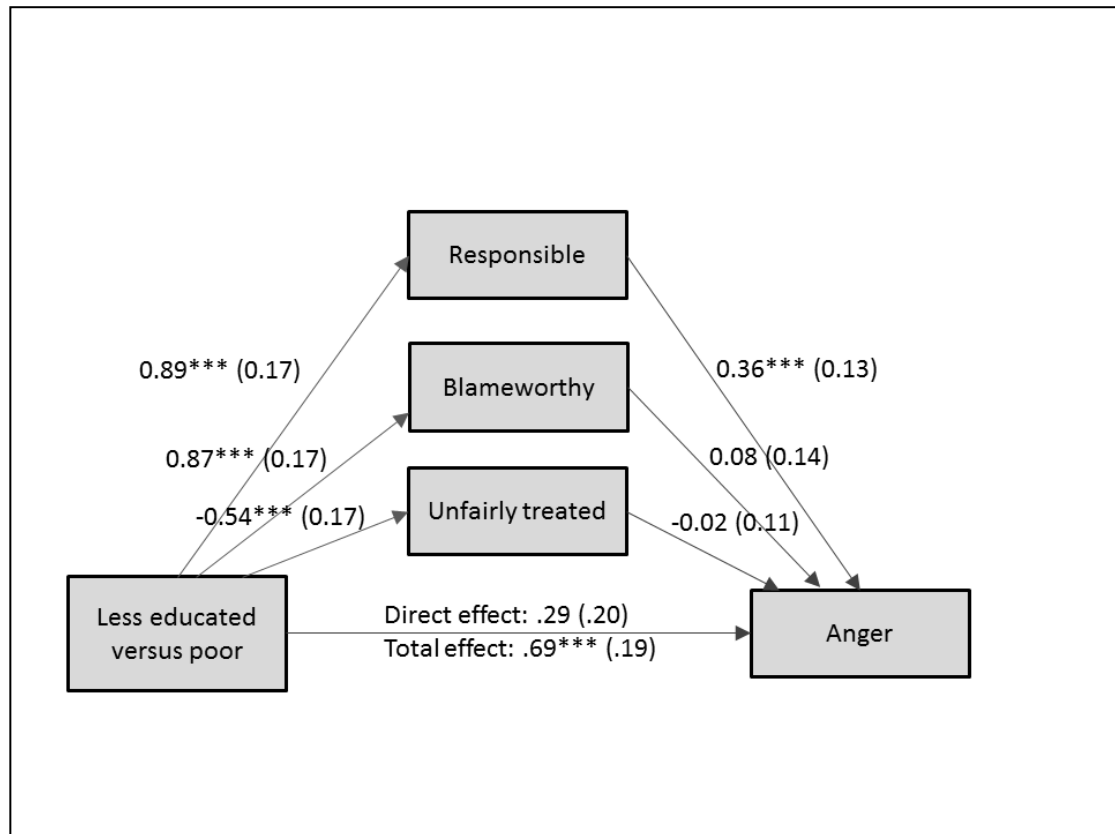 Responsible
0.89*** (0.17)
0.36*** (0.13)
Blameworthy
0.87*** (0.17)
0.08 (0.14)
Unfairly treated
-0.54*** (0.17)
-0.02 (0.11)
Less educated
versus poor
Direct effect: .29 (.20)
Total effect: .69*** (.19)
Anger